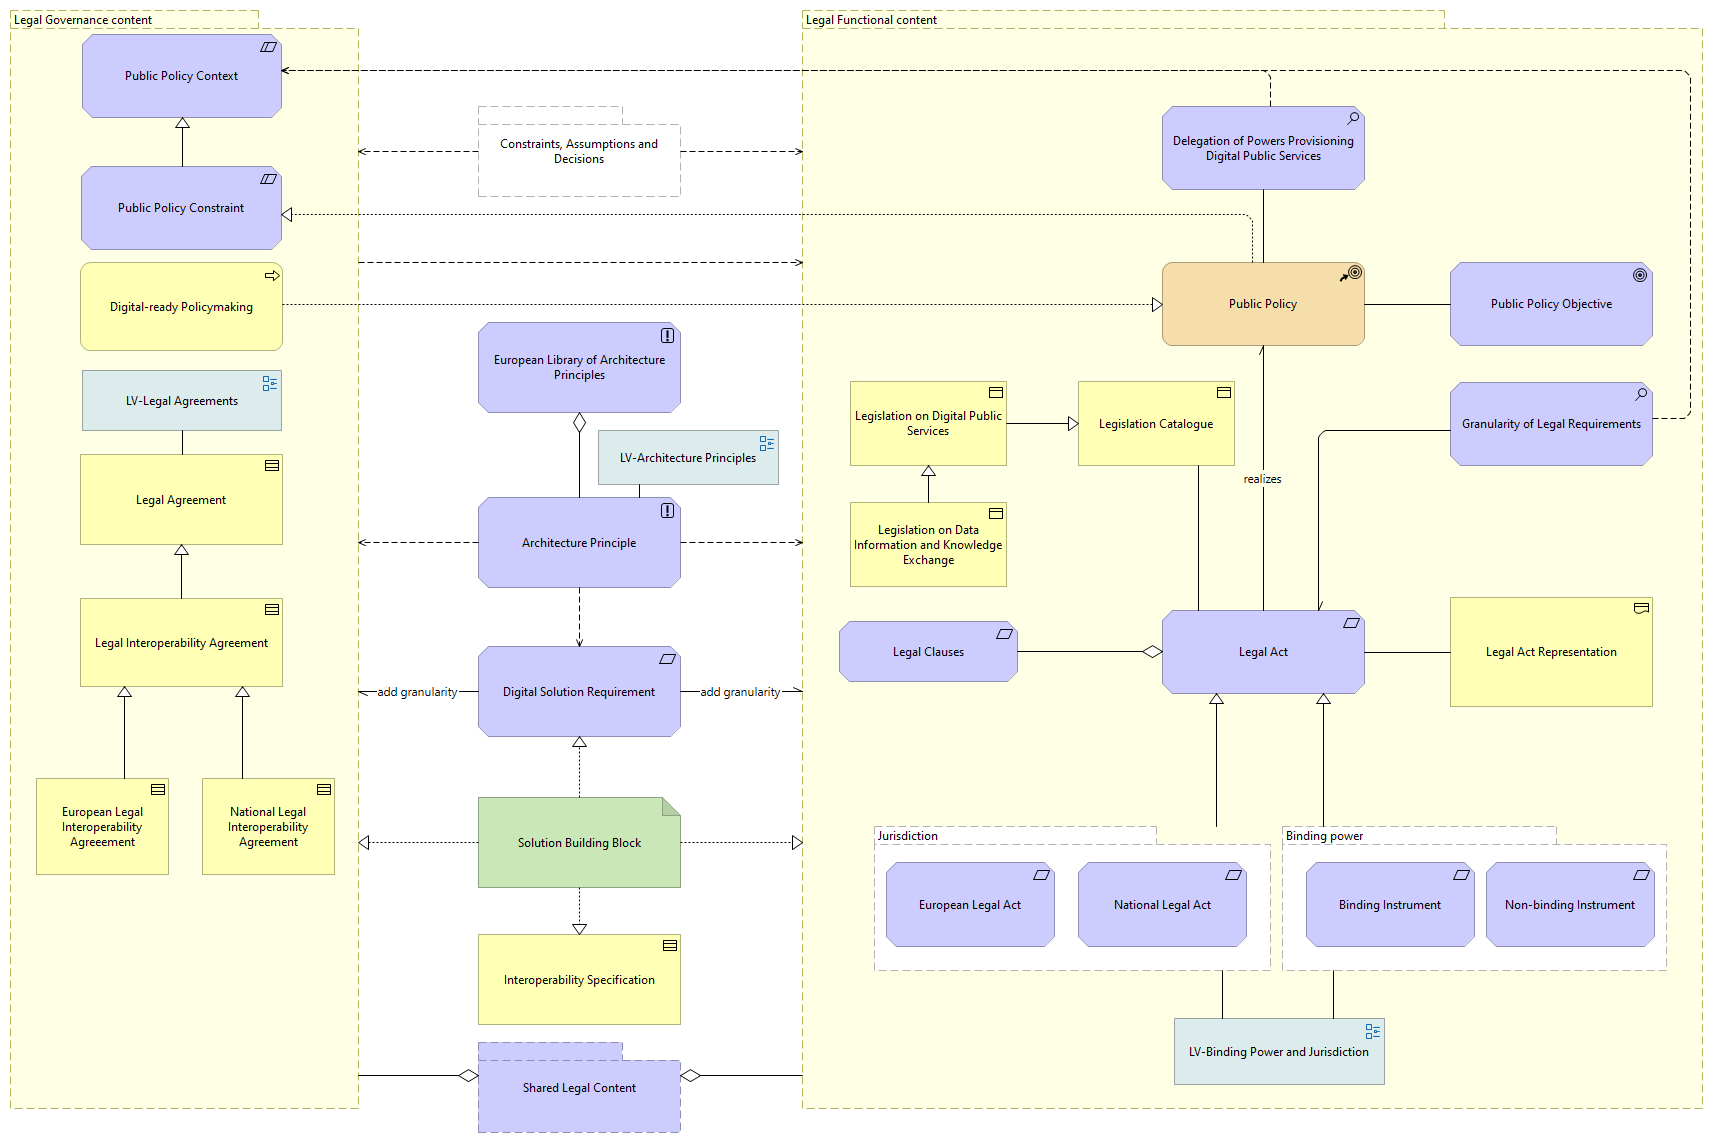 Legal Governance content
Legal Functional content
Public Policy Context
Constraints, Assumptions and
Decisions
Delegation of Powers Provisioning
Digital Public Services
Public Policy Constraint
Digital-ready Policymaking
Public Policy
Public Policy Objective
European Library of Architecture
Principles
LV-Legal Agreements
Legislation on Digital Public
Services
Legislation Catalogue
Granularity of Legal Requirements
LV-Architecture Principles
realizes
Legal Agreement
Architecture Principle
Legislation on Data
Information and Knowledge
Exchange
Legal Interoperability Agreement
Legal Clauses
Legal Act
Legal Act Representation
add granularity
Digital Solution Requirement
add granularity
European Legal
Interoperability
Agreeement
National Legal
Interoperability
Agreement
Solution Building Block
Jurisdiction
Binding power
European Legal Act
National Legal Act
Binding Instrument
Non-binding Instrument
Interoperability Specification
LV-Binding Power and Jurisdiction
Shared Legal Content